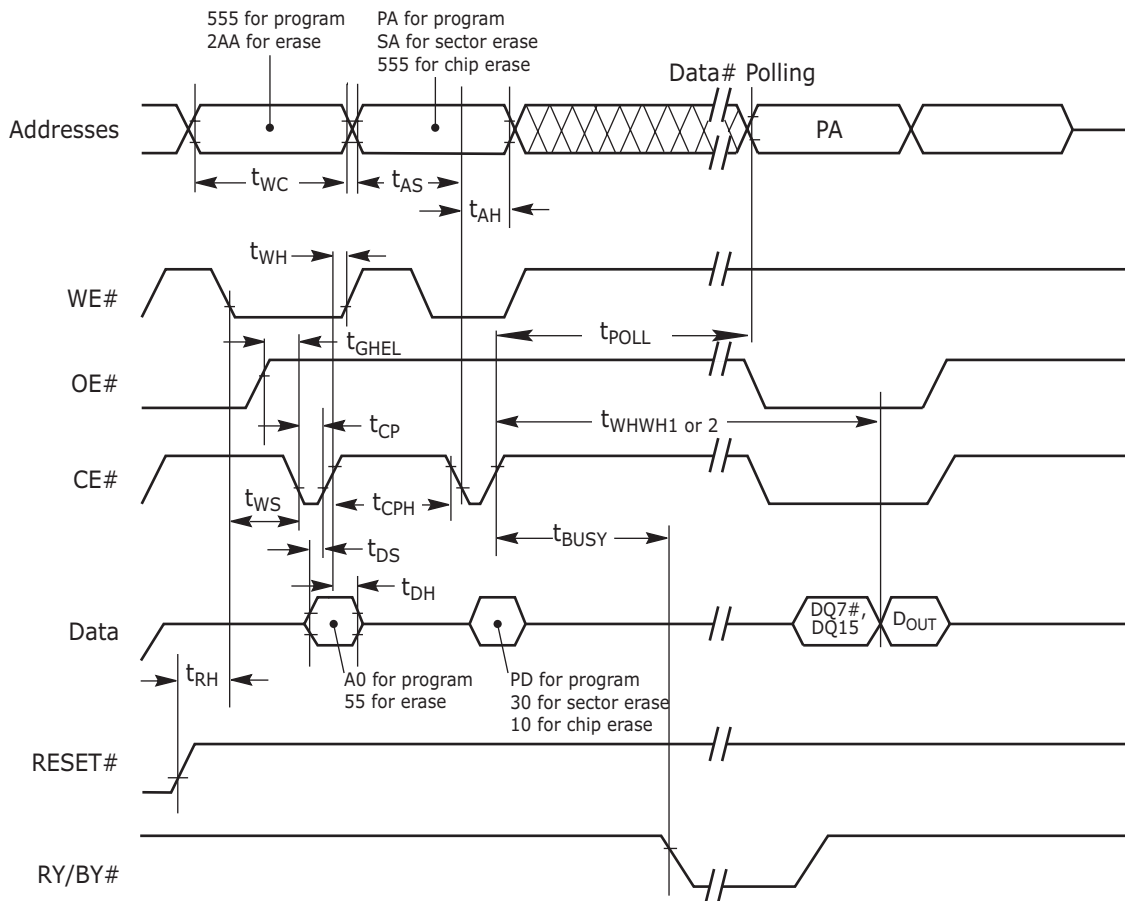 555 for program
2AA for erase
PA for program
SA for sector erase
555 for chip erase
Data# Polling
Addresses
PA
tWC
tAS
tAH
tWH
WE#
tGHEL
tPOLL
OE#
tCP
tWHWH1 or 2
CE#
tWS
tCPH
tBUSY
tDS
tDH
Data
DQ7#,
DQ15
DOUT
tRH
A0 for program
55 for erase
PD for program
30 for sector erase
10 for chip erase
RESET#
RY/BY#